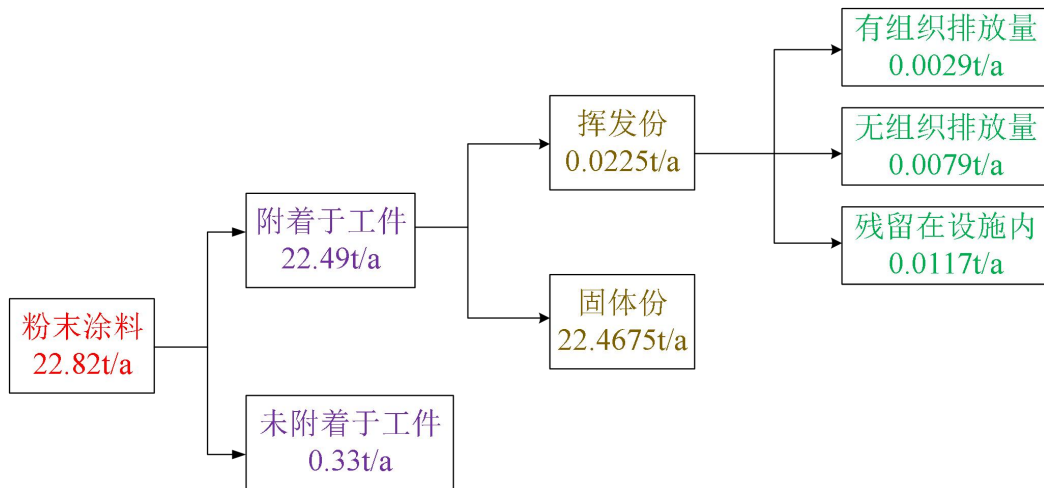 粉末涂料
22.82t/a
附着于工件
22.49t/a
未附着于工件
0.33t/a
挥发份
0.0225t/a
固体份
22.4675t/a
有组织排放量
0.0029t/a
无组织排放量
0.0079t/a
残留在设施内
0.0117t/a